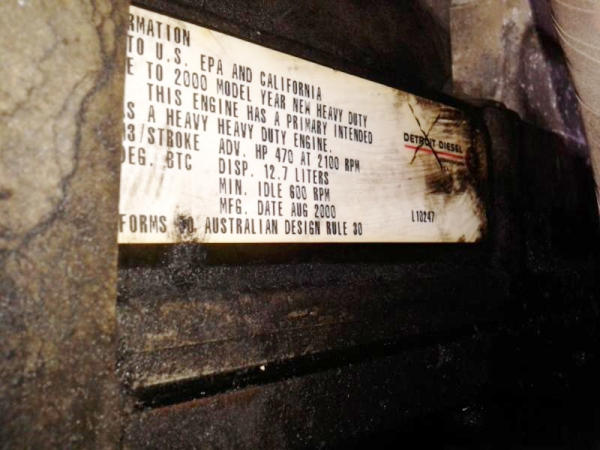 RMATION
TO U.S. EPA AND CALIFORNIA
E TO 2000 MODEL YEAR NEW HEAVY DUTY
THIS ENGINE HAS A PRIMARY INTENDED
S A HEAVY HEAVY DUTY ENGINE.
M3/STROKE ADV. HP 470 AT 2100 RPM
DEG. BTC DISP. 12.7 LITERS
MIN. IDLE 600 RPM
MFG. DATE AUG 2000
FORMS TO AUSTRALIAN DESIGN RULE 30
DETROIT DIESEL
L10247